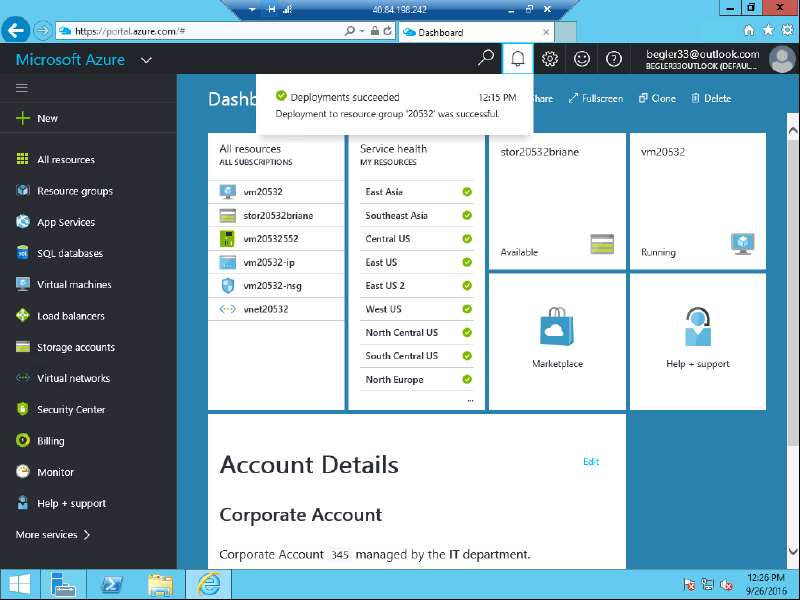 40.84.198.242
https://portal.azure.com/#
Dashboard
Microsoft Azure
begler33@outlook.com
BEGLER33OUTLOOK (DEFAUL...
Deployments succeeded 12:15 PM
Deployment to resource group '20532' was successful.
Dashb
hare
Fullscreen
Clone
Delete
New
All resources
Resource groups
App Services
SQL databases
Virtual machines
Load balancers
Storage accounts
Virtual networks
Security Center
Billing
Monitor
Help + support
More services
All resources
ALL SUBSCRIPTIONS
vm20532
stor20532briane
vm20532552
vm20532-ip
vm20532-nsg
vnet20532
Service health
MY RESOURCES
East Asia
Southeast Asia
Central US
East US
East US 2
West US
North Central US
South Central US
North Europe
...
stor20532briane
Available
vm20532
Running
Marketplace
Help + support
Account Details
Edit
Corporate Account
Corporate Account 345 managed by the IT department.
12:26 PM
9/26/2016